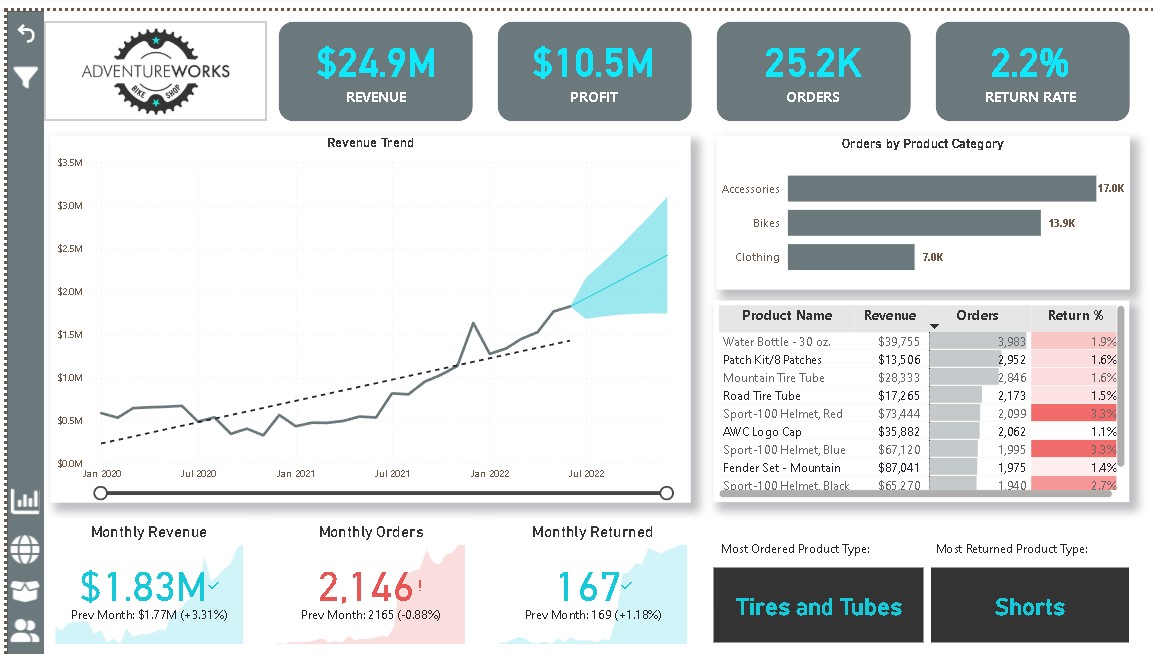 ADVENTUREWORKS
BIKE SHOP
$24.9M
REVENUE
$10.5M
PROFIT
25.2K
ORDERS
2.2%
RETURN RATE
Revenue Trend
$3.5M
$3.0M
$2.5M
$2.0M
$1.5M
$1.0M
$0.5M
$0.0M
Jan 2020 Jul 2020 Jan 2021 Jul 2021 Jan 2022 Jul 2022
Orders by Product Category
Accessories 17.0K
Bikes 13.9K
Clothing 7.0K
Product Name Revenue Orders Return %
Water Bottle - 30 oz. $39,755 3,983 1.9%
Patch Kit/8 Patches $13,506 2,952 1.6%
Mountain Tire Tube $28,333 2,846 1.6%
Road Tire Tube $17,265 2,173 1.5%
Sport-100 Helmet, Red $73,444 2,099 3.3%
AWC Logo Cap $35,882 2,062 1.1%
Sport-100 Helmet, Blue $67,120 1,995 3.3%
Fender Set - Mountain $87,041 1,975 1.4%
Sport-100 Helmet, Black $65,270 1,940 2.7%
Monthly Revenue
$1.83M
Prev Month: $1.77M (+3.31%)
Monthly Orders
2,146!
Prev Month: 2165 (-0.88%)
Monthly Returned
167
Prev Month: 169 (+1.18%)
Most Ordered Product Type:
Tires and Tubes
Most Returned Product Type:
Shorts